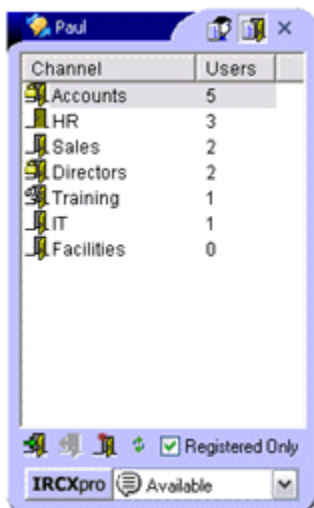 Paul
Channel Users
Accounts 5
HR 3
Sales 2
Directors 2
Training 1
IT 1
Facilities 0
Registered Only
IRCXpro Available